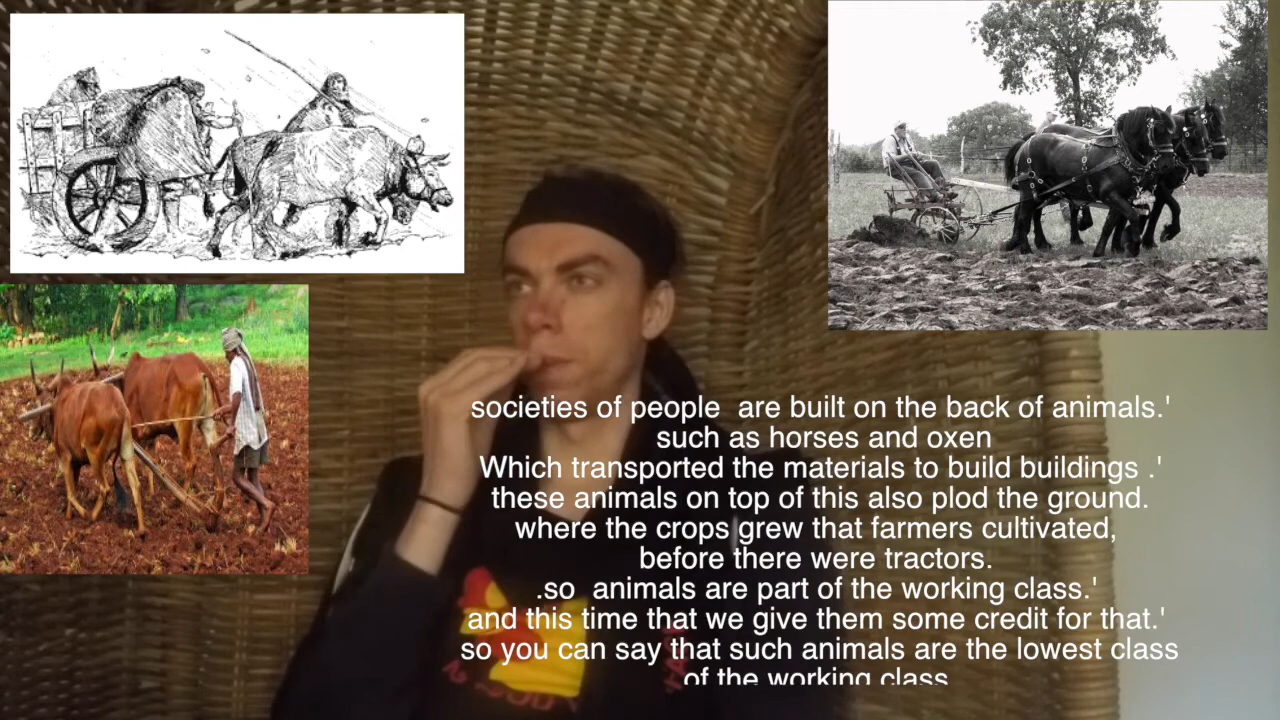 societies of people  are built on the back of animals.'
such as horses and oxen
Which transported the materials to build buildings .'
these animals on top of this also plod the ground.
where the crops grew that farmers cultivated,
before there were tractors.
.so  animals are part of the working class.'
and this time that we give them some credit for that.'
so you can say that such animals are the lowest class
of the working class